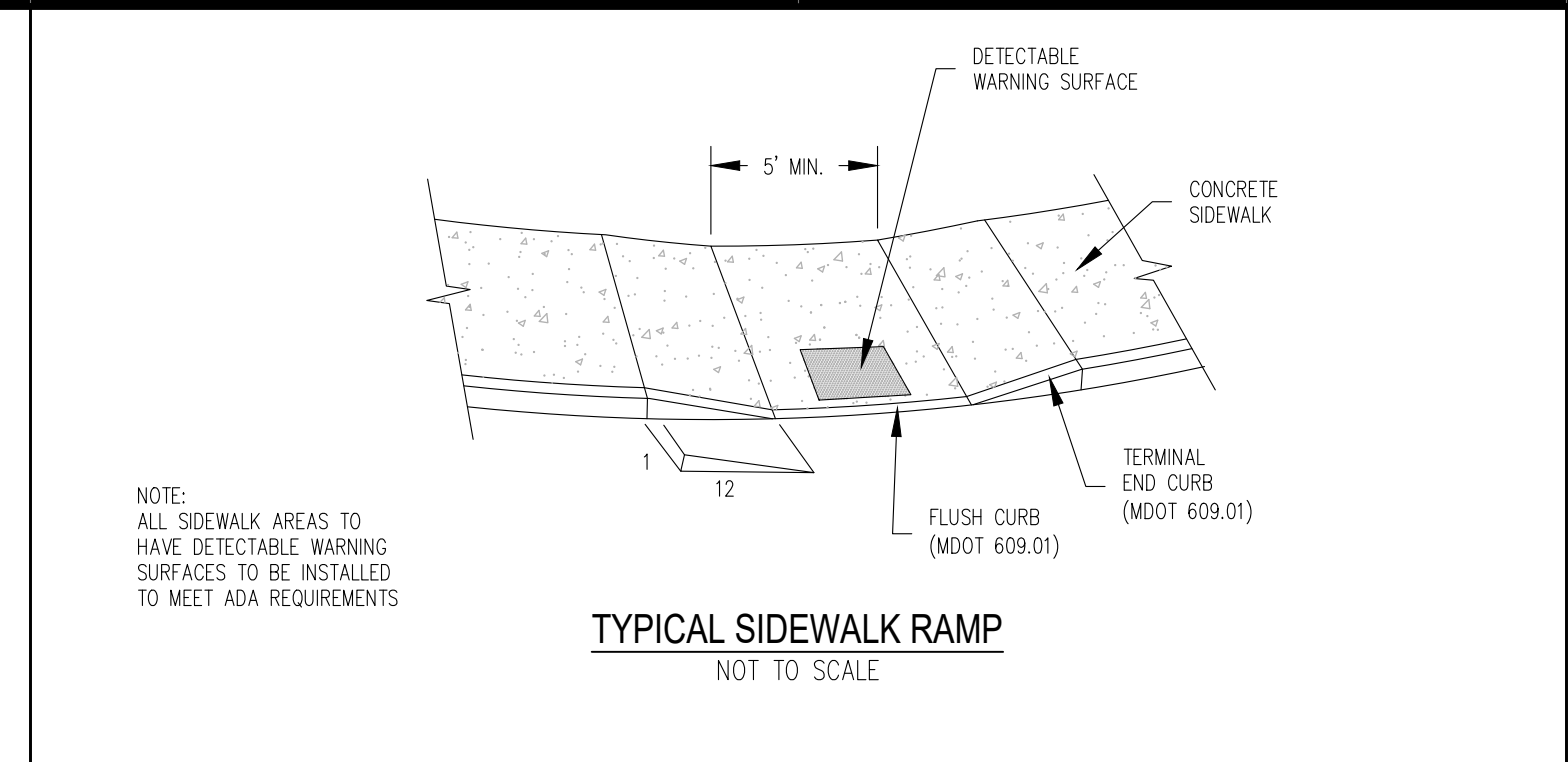 DETECTABLE
WARNING SURFACE
5' MIN.
CONCRETE
SIDEWALK
1
12
TERMINAL
END CURB
(MDOT 609.01)
FLUSH CURB
(MDOT 609.01)
NOTE:
ALL SIDEWALK AREAS TO
HAVE DETECTABLE WARNING
SURFACES TO BE INSTALLED
TO MEET ADA REQUIREMENTS
TYPICAL SIDEWALK RAMP
NOT TO SCALE